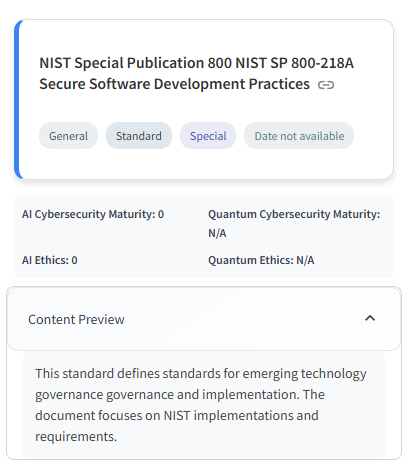 NIST Special Publication 800 NIST SP 800-218A
Secure Software Development Practices
General Standard Special Date not available
AI Cybersecurity Maturity: 0
Quantum Cybersecurity Maturity:
N/A
AI Ethics: 0
Quantum Ethics: N/A
Content Preview
This standard defines standards for emerging technology
governance governance and implementation. The
document focuses on NIST implementations and
requirements.